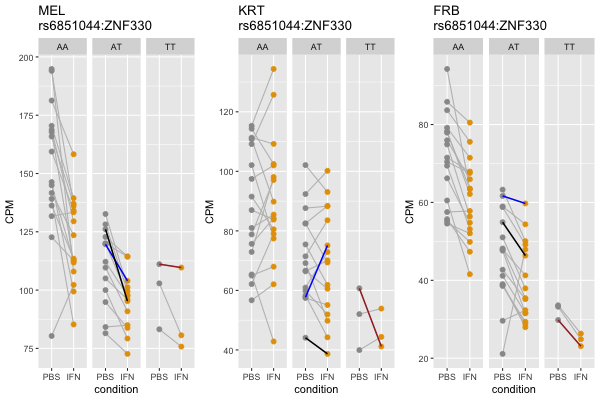 MEL
rs6851044:ZNF330
AA AT TT
200
175
150
125
100
75
CPM
PBS IFN PBS IFN PBS IFN
condition
KRT
rs6851044:ZNF330
AA AT TT
120
100
80
60
40
CPM
PBS IFN PBS IFN PBS IFN
condition
FRB
rs6851044:ZNF330
AA AT TT
80
60
40
20
CPM
PBS IFN PBS IFN PBS IFN
condition